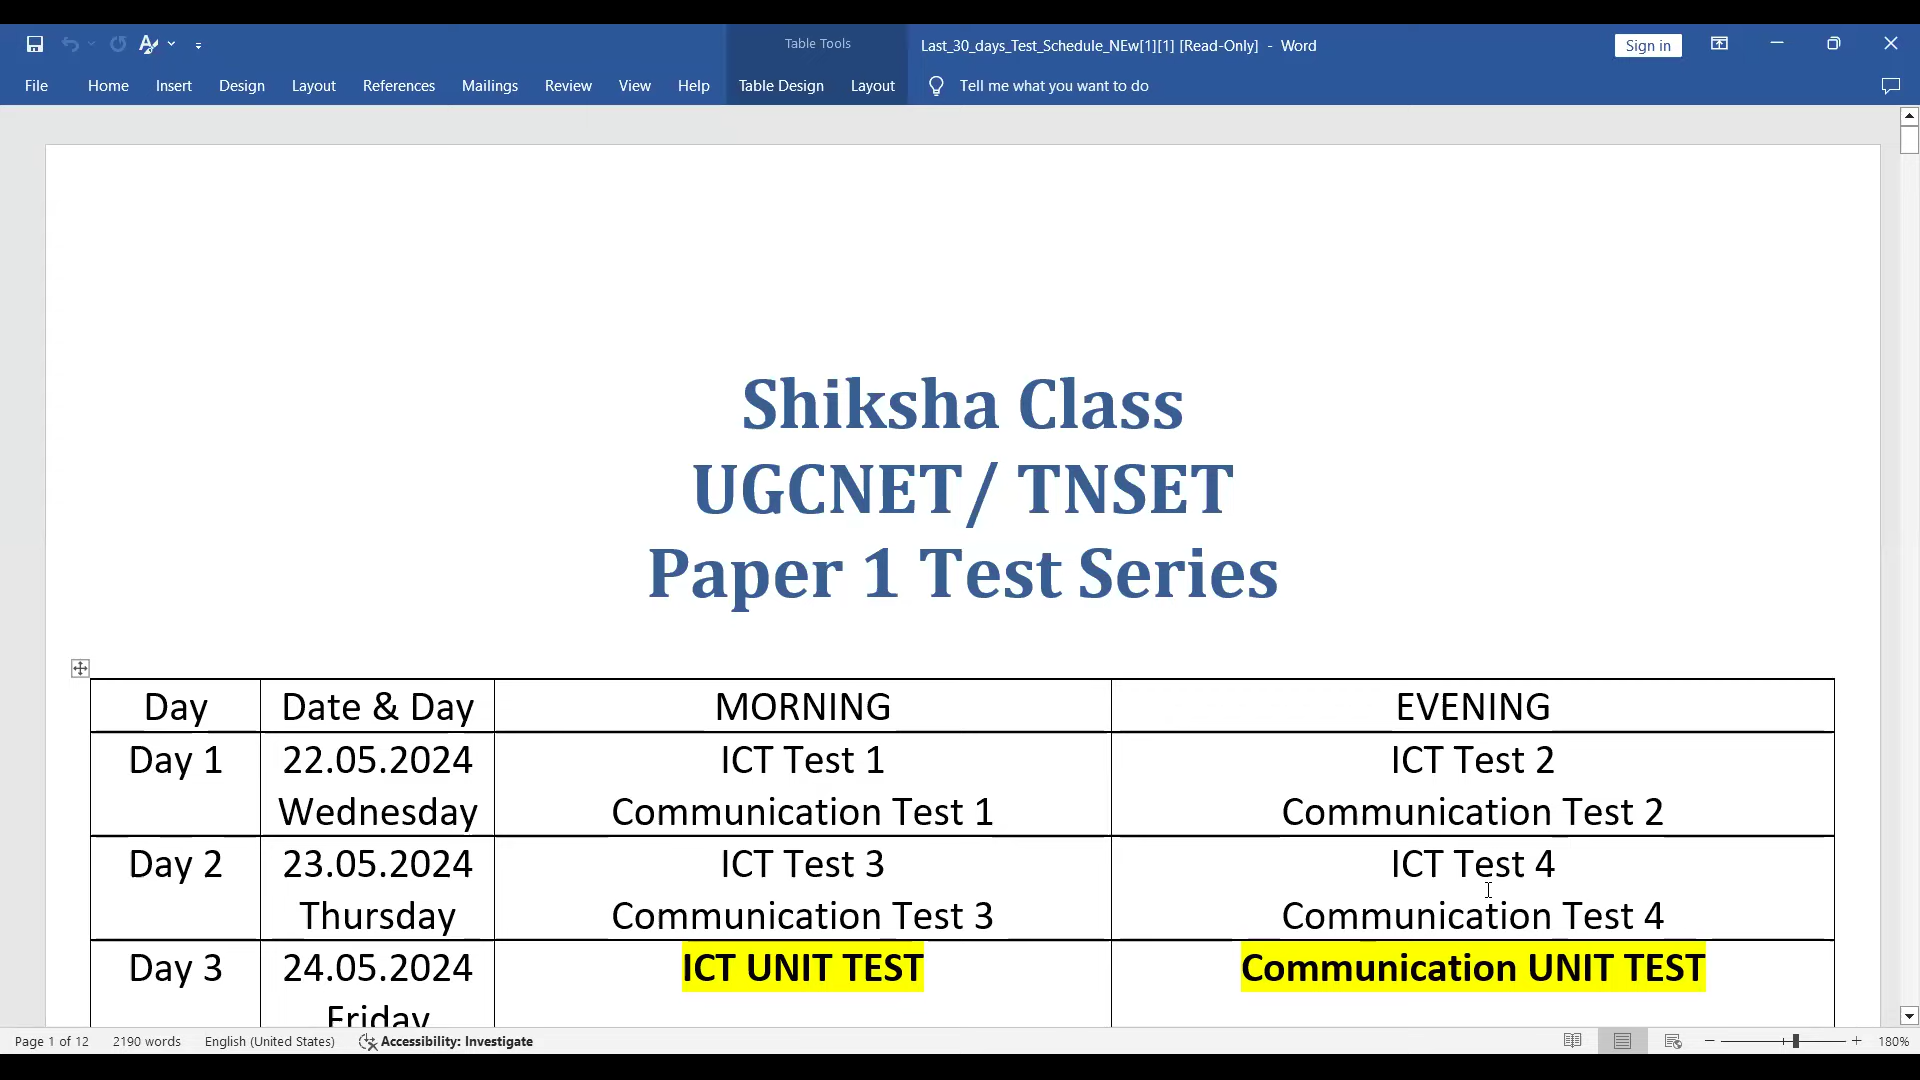 Table Tools
Last_30_days_Test_Schedule_NEw[1][1] [Read-Only] - Word
Sign in
File Home Insert Design Layout References Mailings Review View Help Table Design Layout Tell me what you want to do
Shiksha Class
UGCNET/ TNSET
Paper 1 Test Series
Day Date & Day MORNING EVENING
Day 1 22.05.2024 ICT Test 1 ICT Test 2
Wednesday Communication Test 1 Communication Test 2
Day 2 23.05.2024 ICT Test 3 ICT Test 4
Thursday Communication Test 3 Communication Test 4
Day 3 24.05.2024 ICT UNIT TEST Communication UNIT TEST
Friday
Page 1 of 12 2190 words English (United States) Accessibility: Investigate 180%